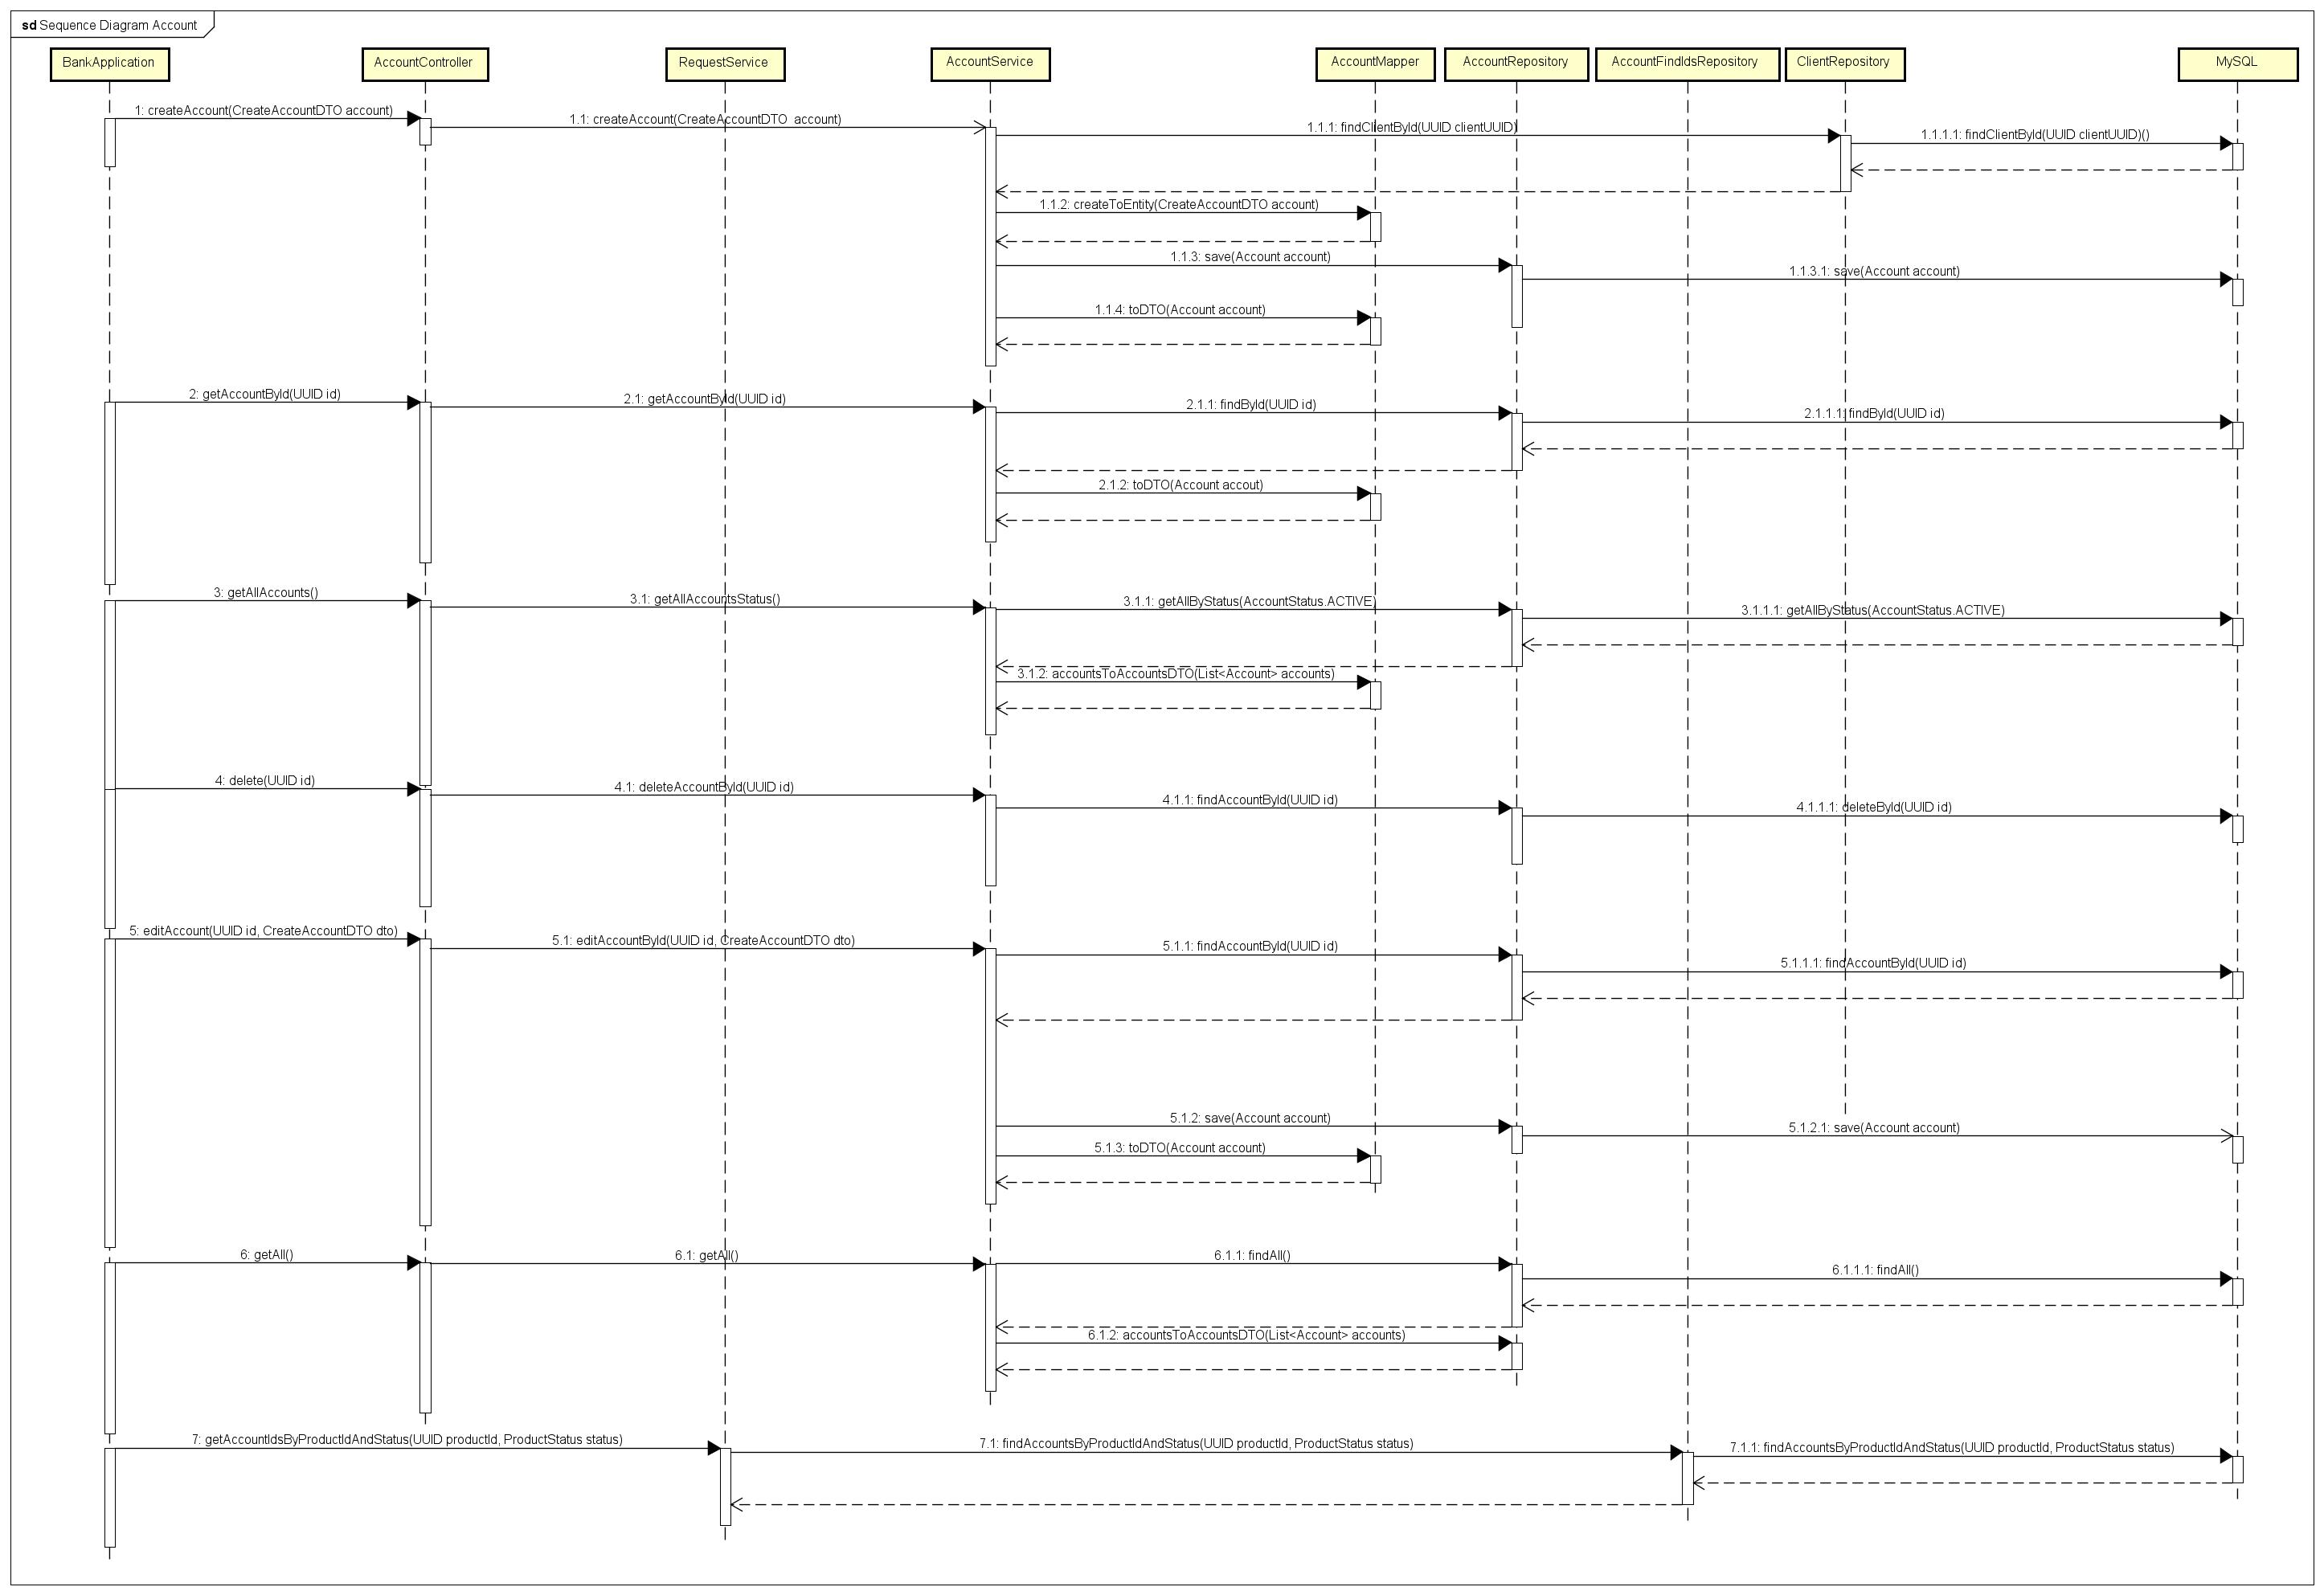 sd Sequence Diagram Account
BankApplication
AccountController
RequestService
AccountService
AccountMapper
AccountRepository
AccountFindIdsRepository
ClientRepository
MySQL
1: createAccount(CreateAccountDTO account)
1.1: createAccount(CreateAccountDTO  account)
1.1.1: findClientById(UUID clientUUID)
1.1.1.1: findClientById(UUID clientUUID)()
1.1.2: createToEntity(CreateAccountDTO account)
1.1.3: save(Account account)
1.1.3.1: save(Account account)
1.1.4: toDTO(Account account)
2: getAccountById(UUID id)
2.1: getAccountById(UUID id)
2.1.1: findById(UUID id)
2.1.1.1: findById(UUID id)
2.1.2: toDTO(Account accout)
3: getAllAccounts()
3.1: getAllAccountsStatus()
3.1.1: getAllByStatus(AccountStatus.ACTIVE)
3.1.1.1: getAllByStatus(AccountStatus.ACTIVE)
3.1.2: accountsToAccountsDTO(List<Account> accounts)
4: delete(UUID id)
4.1: deleteAccountById(UUID id)
4.1.1: findAccountById(UUID id)
4.1.1.1: deleteById(UUID id)
5: editAccount(UUID id, CreateAccountDTO dto)
5.1: editAccountById(UUID id, CreateAccountDTO dto)
5.1.1: findAccountById(UUID id)
5.1.1.1: findAccountById(UUID id)
5.1.2: save(Account account)
5.1.2.1: save(Account account)
5.1.3: toDTO(Account account)
6: getAll()
6.1: getAll()
6.1.1: findAll()
6.1.1.1: findAll()
6.1.2: accountsToAccountsDTO(List<Account> accounts)
7: getAccountIdsByProductIdAndStatus(UUID productId, ProductStatus status)
7.1: findAccountsByProductIdAndStatus(UUID productId, ProductStatus status)
7.1.1: findAccountsByProductIdAndStatus(UUID productId, ProductStatus status)